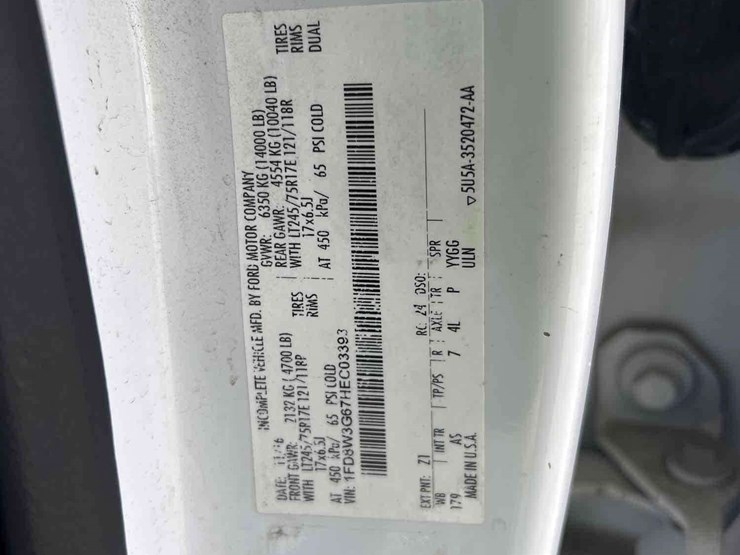 INCOMPLETE VEHICLE MFD. BY FORD MOTOR COMPANY
DATE: 11/16 GVWR: 6350 KG (14000 LB)
FRONT GAWR: 2132 KG (4700 LB) REAR GAWR: 4554 KG (10040 LB)
WITH LT245/75R17E 121/118R TIRES WITH LT245/75R17E 121/118R TIRES
17x6.5J RIMS 17x6.5J RIMS
AT 450 kPa/ 65 PSI COLD AT 450 kPa/ 65 PSI COLD DUAL
VIN: 1FD8W3G67HEC03393
EXT PNT: Z1 RC: 24 DSO:
WB INT TR TP/PS R AXLE TR SPR
179 AS 7 4L P YYGG
MADE IN U.S.A. ULN
▽5U5A-3520472-AA